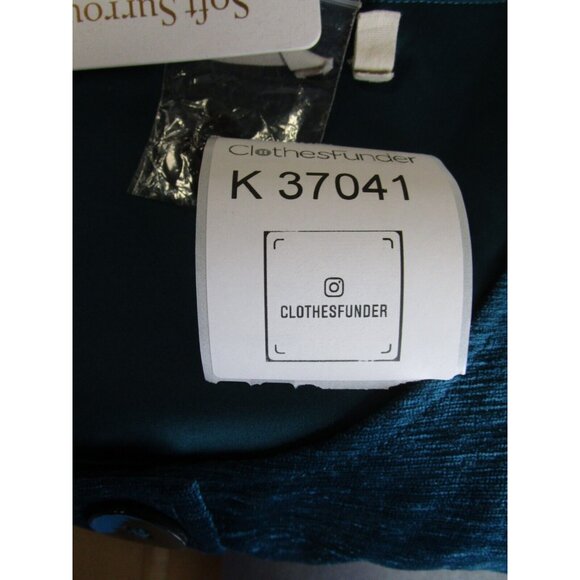 Soft Surrou
ClothesFunder
K 37041
CLOTHESFUNDER